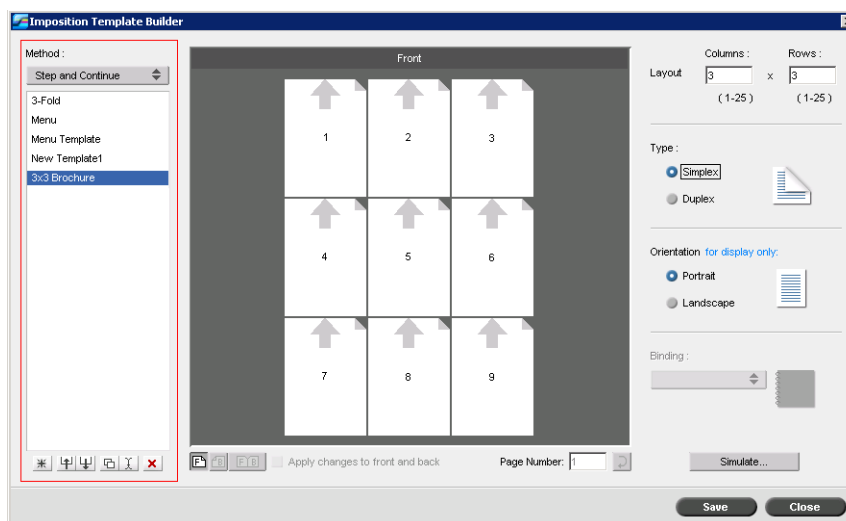 Imposition Template Builder
Method :
Step and Continue
3-Fold
Menu
Menu Template
New Template1
3x3 Brochure
Front
1 2 3
4 5 6
7 8 9
F B F B Apply changes to front and back Page Number: 1
Columns : Rows :
Layout 3 x 3
(1-25) (1-25)
Type :
Simplex
Duplex
Orientation for display only:
Portrait
Landscape
Binding :
Simulate...
Save Close